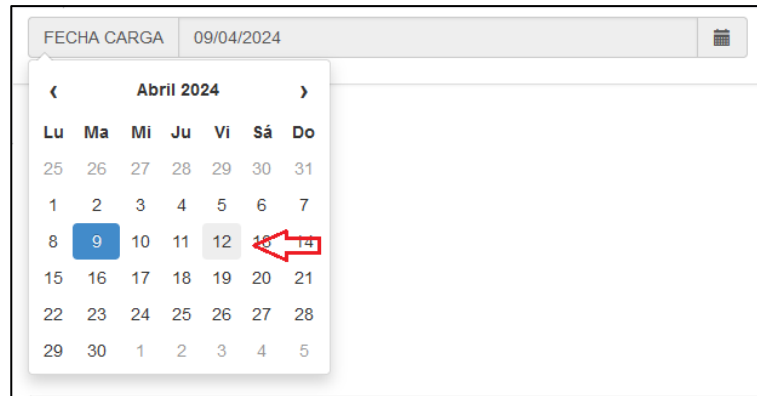 FECHA CARGA 09/04/2024
‹ Abril 2024 ›
Lu Ma Mi Ju Vi Sá Do
25 26 27 28 29 30 31
1 2 3 4 5 6 7
8 9 10 11 12 13 14
15 16 17 18 19 20 21
22 23 24 25 26 27 28
29 30 1 2 3 4 5